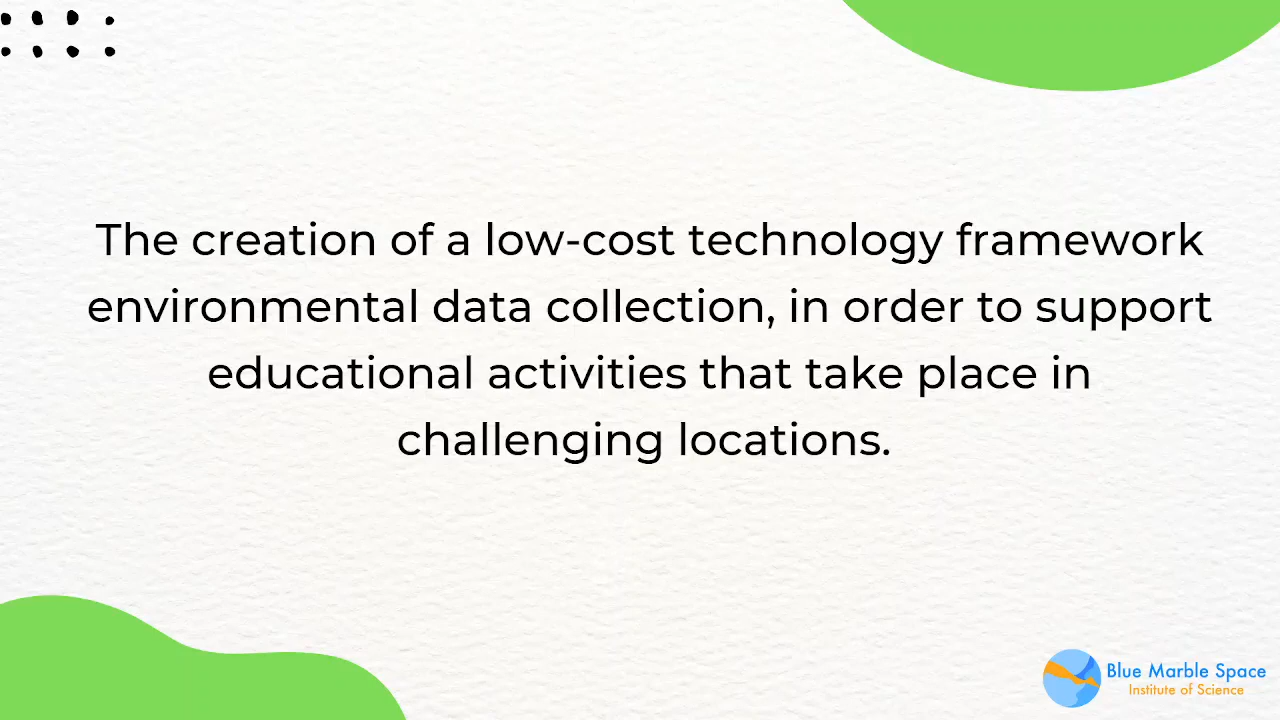 The creation of a low-cost technology framework
environmental data collection, in order to support
educational activities that take place in
challenging locations.
Blue Marble Space
Institute of Science